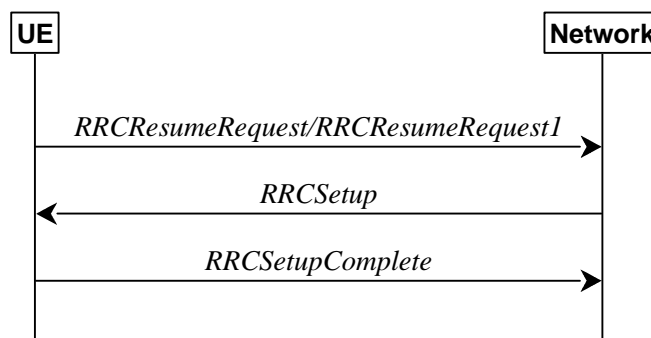 UE
Network
RRCResumeRequest/RRCResumeRequest1
RRCSetup
RRCSetupComplete